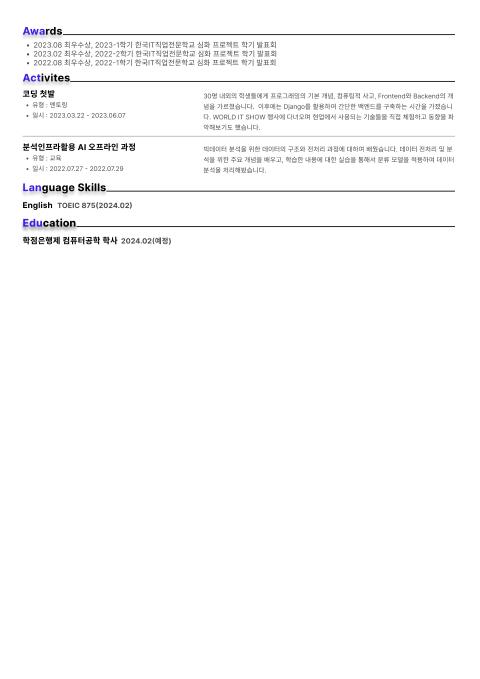 Awards
• 2023.08 최우수상, 2023-1학기 한국IT직업전문학교 심화 프로젝트 학기 발표회
• 2023.02 최우수상, 2022-2학기 한국IT직업전문학교 심화 프로젝트 학기 발표회
• 2022.08 최우수상, 2022-1학기 한국IT직업전문학교 심화 프로젝트 학기 발표회
Activites
코딩 첫발
• 유형 : 멘토링
• 일시 : 2023.03.22 - 2023.06.07
30명 내외의 학생들에게 프로그래밍의 기본 개념, 컴퓨팅적 사고, Frontend와 Backend의 개
념을 가르쳤습니다. 이후에는 Django를 활용하여 간단한 백엔드를 구축하는 시간을 가졌습니
다. WORLD IT SHOW 행사에 다녀오며 현업에서 사용되는 기술들을 직접 체험하고 동향을 파
악해보기도 했습니다.
분석인프라활용 AI 오프라인 과정
• 유형 : 교육
• 일시 : 2022.07.27 - 2022.07.29
빅데이터 분석을 위한 데이터의 구조와 전처리 과정에 대하여 배웠습니다. 데이터 전처리 및 분
석을 위한 주요 개념을 배우고, 학습한 내용에 대한 실습을 통해서 분류 모델을 적용하여 데이터
분석을 처리해봤습니다.
Language Skills
English TOEIC 875(2024.02)
Education
학점은행제 컴퓨터공학 학사 2024.02(예정)